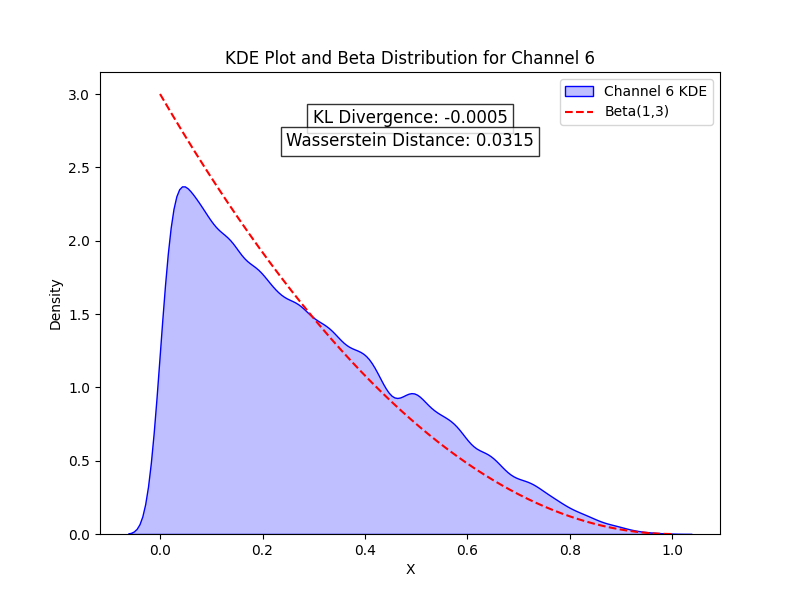 KDE Plot and Beta Distribution for Channel 6
KL Divergence: -0.0005
Wasserstein Distance: 0.0315
Channel 6 KDE
Beta(1,3)
Density
3.0
2.5
2.0
1.5
1.0
0.5
0.0
0.0 0.2 0.4 0.6 0.8 1.0
X